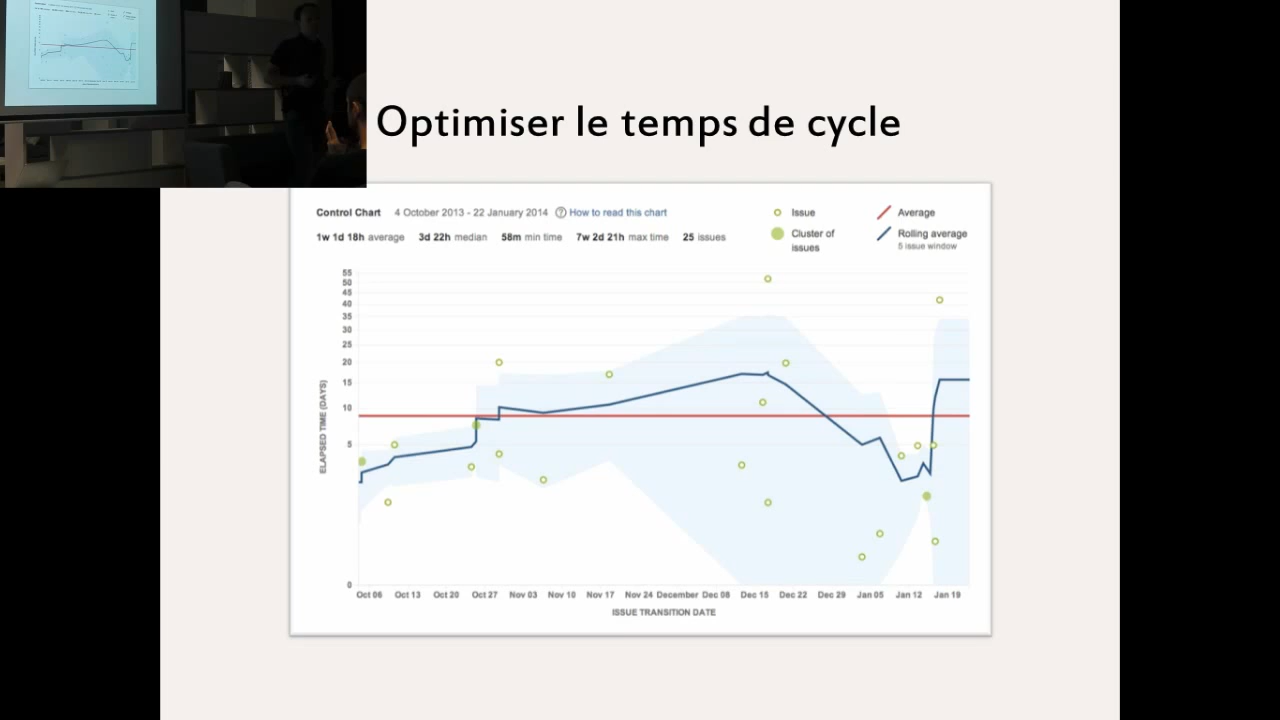 Optimiser le temps de cycle
Control Chart 4 October 2013 - 22 January 2014 ? How to read this chart
1w 1d 18h average 3d 22h median 58m min time 7w 2d 21h max time 25 issues
Issue
Cluster of
issues
Average
Rolling average
5 issue window
55
50
45
40
35
30
25
20
15
10
5
0
ELAPSED TIME (DAYS)
Oct 06 Oct 13 Oct 20 Oct 27 Nov 03 Nov 10 Nov 17 Nov 24 December Dec 08 Dec 15 Dec 22 Dec 29 Jan 05 Jan 12 Jan 19
ISSUE TRANSITION DATE